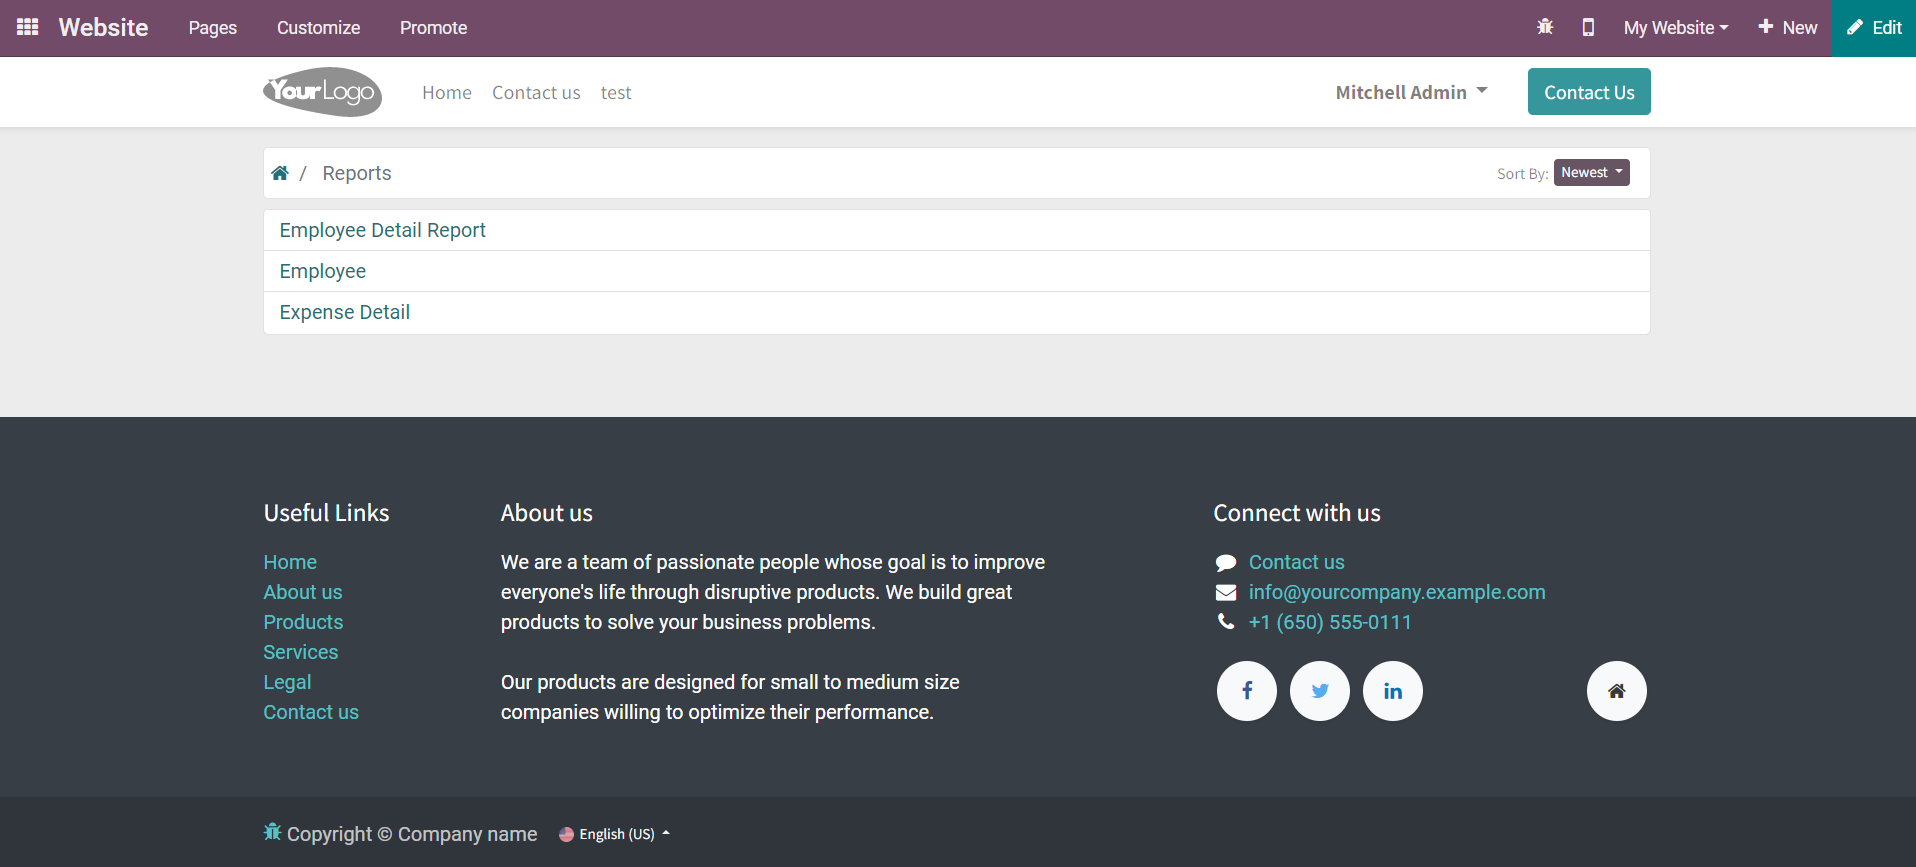 Website Pages Customize Promote My Website New Edit
YourLogo Home Contact us test Mitchell Admin Contact Us
/ Reports Sort By: Newest
Employee Detail Report
Employee
Expense Detail
Useful Links
Home
About us
Products
Services
Legal
Contact us
About us
We are a team of passionate people whose goal is to improve
everyone's life through disruptive products. We build great
products to solve your business problems.
Our products are designed for small to medium size
companies willing to optimize their performance.
Connect with us
Contact us
info@yourcompany.example.com
+1 (650) 555-0111
Copyright © Company name English (US)